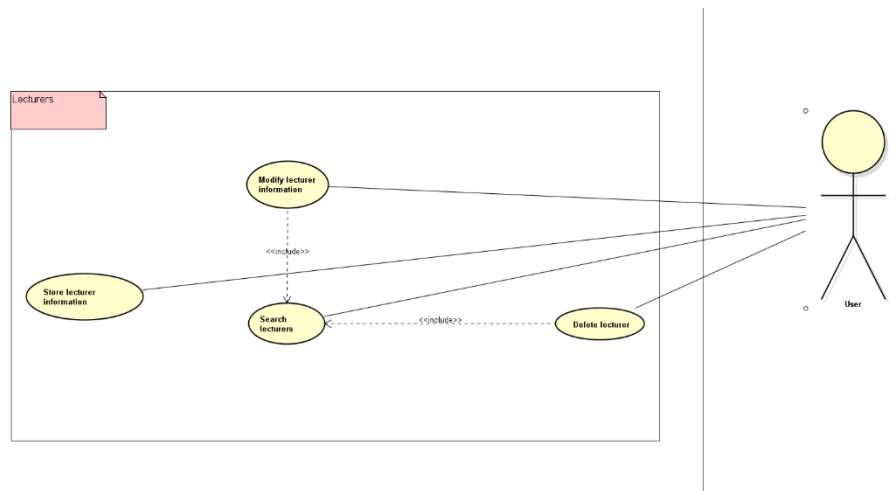 Lecturers
Modify lecturer
information
<<include>>
Store lecturer
information
Search
lecturers
<<include>>
Delete lecturer
User